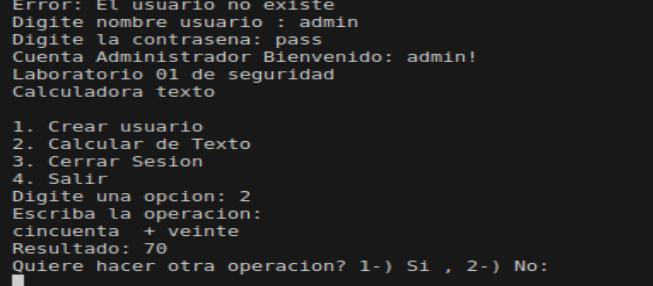 Error: El usuario no existe
Digite nombre usuario : admin
Digite la contrasena: pass
Cuenta Administrador Bienvenido: admin!
Laboratorio 01 de seguridad
Calculadora texto
1. Crear usuario
2. Calcular de Texto
3. Cerrar Sesion
4. Salir
Digite una opcion: 2
Escriba la operacion:
cincuenta  + veinte
Resultado: 70
Quiere hacer otra operacion? 1-) Si , 2-) No: